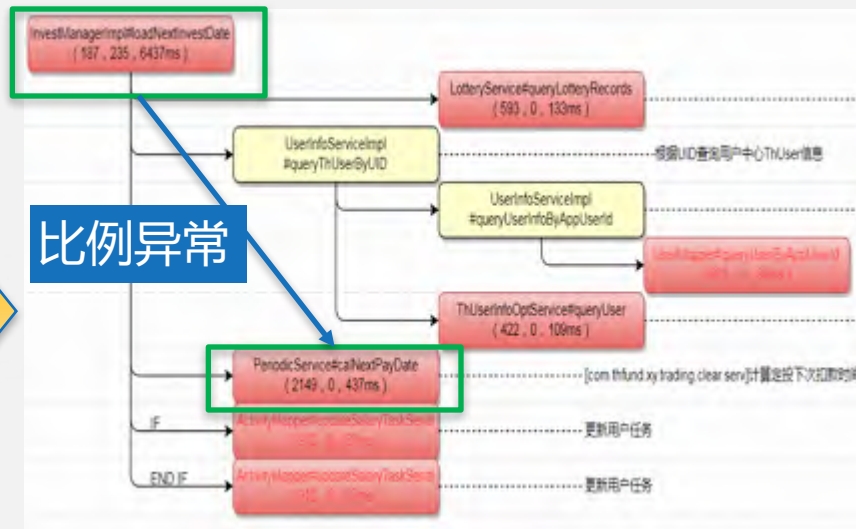 InvestManagerImpl#loadNextInvestDate
( 187 , 235 , 6437ms )
LotteryService#queryLotteryRecords
( 593 , 0 , 133ms )
UserInfoServiceImpl
#queryThUserByUID
根据UID查询用户中心ThUser信息
UserInfoServiceImpl
#queryUserInfoByAppUserId
比例异常
ThUserInfoOptService#queryUser
( 422 , 0 , 109ms )
PeriodicService#calNextPayDate
( 2149 , 0 , 437ms )
[com.thfund.xy.trading.clear.serv]计算定投下次扣款时间
IF
更新用户任务
END IF
更新用户任务